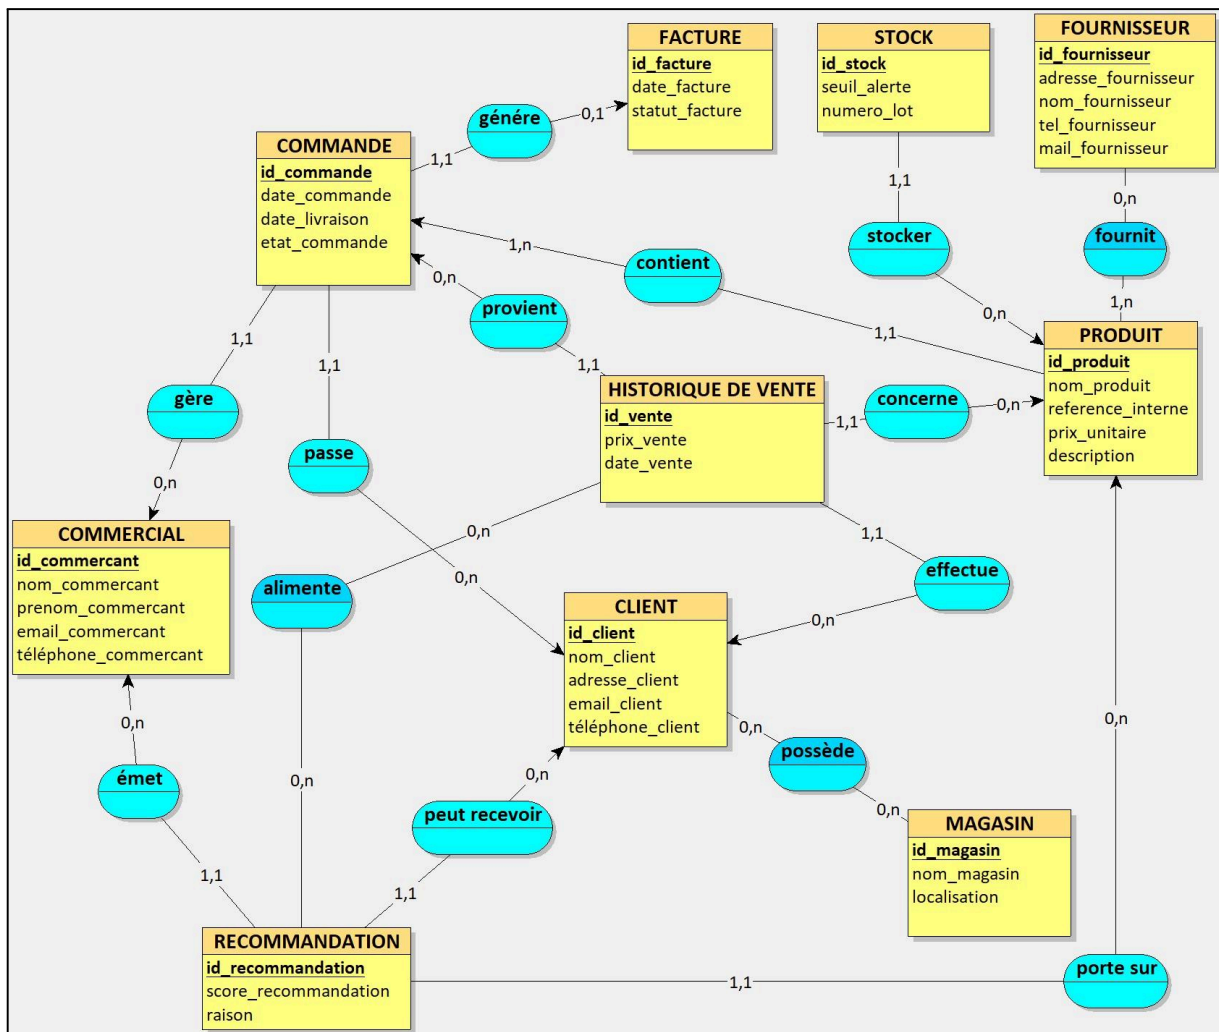 FACTURE
id_facture
date_facture
statut_facture
STOCK
id_stock
seuil_alerte
numero_lot
FOURNISSEUR
id_fournisseur
adresse_fournisseur
nom_fournisseur
tel_fournisseur
mail_fournisseur
génére
0,1
1,1
COMMANDE
id_commande
date_commande
date_livraison
etat_commande
1,1
0,n
stocker
fournit
1,n
contient
0,n
provient
0,n
1,n
1,1
1,1
1,1
1,1
PRODUIT
id_produit
nom_produit
reference_interne
prix_unitaire
description
HISTORIQUE DE VENTE
id_vente
prix_vente
date_vente
concerne
1,1
0,n
gère
passe
0,n
COMMERCIAL
id_commercant
nom_commercant
prenom_commercant
email_commercant
téléphone_commercant
0,n
1,1
alimente
0,n
effectue
CLIENT
id_client
nom_client
adresse_client
email_client
téléphone_client
0,n
0,n
0,n
0,n
possède
0,n
émet
0,n
0,n
peut recevoir
MAGASIN
id_magasin
nom_magasin
localisation
1,1
1,1
RECOMMANDATION
id_recommandation
score_recommandation
raison
1,1
porte sur